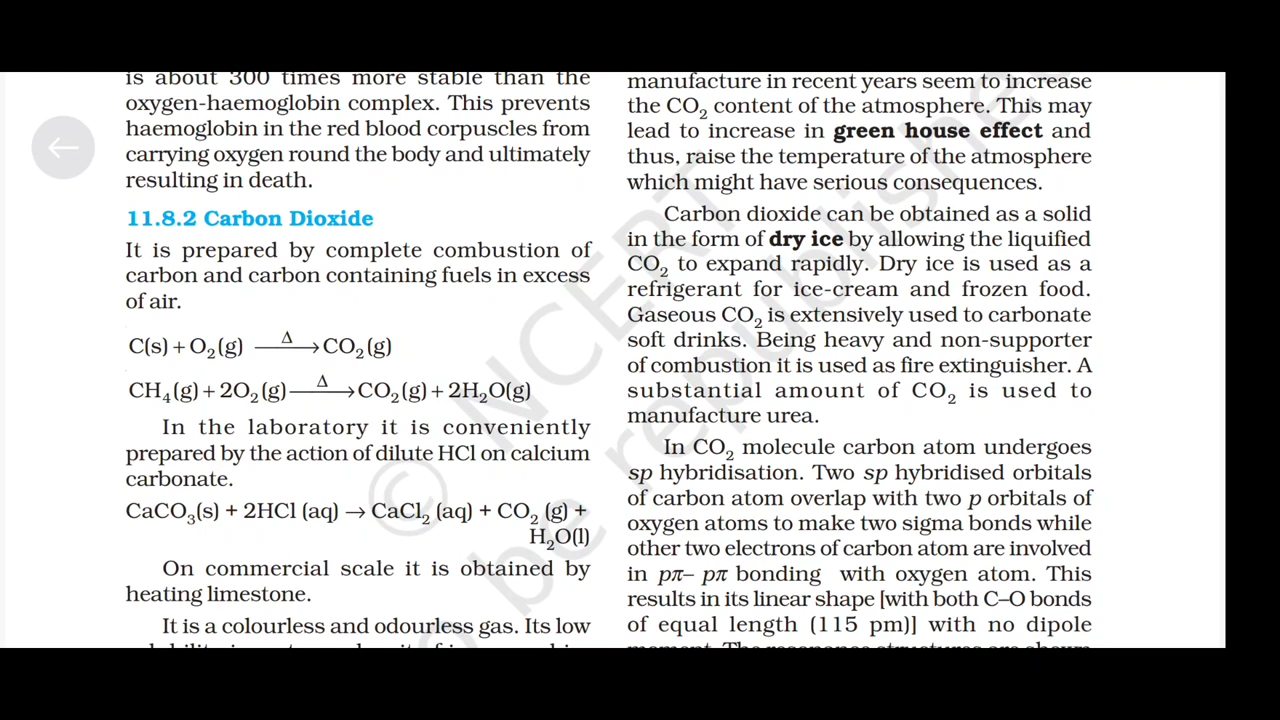 is about 300 times more stable than the
oxygen-haemoglobin complex. This prevents
haemoglobin in the red blood corpuscles from
carrying oxygen round the body and ultimately
resulting in death.
11.8.2 Carbon Dioxide
It is prepared by complete combustion of
carbon and carbon containing fuels in excess
of air.
C(s) + O₂(g) —Δ→ CO₂(g)
CH₄(g) + 2O₂(g) —Δ→ CO₂(g) + 2H₂O(g)
In the laboratory it is conveniently
prepared by the action of dilute HCl on calcium
carbonate.
CaCO₃(s) + 2HCl (aq) → CaCl₂ (aq) + CO₂ (g) +
H₂O(l)
On commercial scale it is obtained by
heating limestone.
It is a colourless and odourless gas. Its low
manufacture in recent years seem to increase
the CO₂ content of the atmosphere. This may
lead to increase in green house effect and
thus, raise the temperature of the atmosphere
which might have serious consequences.
Carbon dioxide can be obtained as a solid
in the form of dry ice by allowing the liquified
CO₂ to expand rapidly. Dry ice is used as a
refrigerant for ice-cream and frozen food.
Gaseous CO₂ is extensively used to carbonate
soft drinks. Being heavy and non-supporter
of combustion it is used as fire extinguisher. A
substantial amount of CO₂ is used to
manufacture urea.
In CO₂ molecule carbon atom undergoes
sp hybridisation. Two sp hybridised orbitals
of carbon atom overlap with two p orbitals of
oxygen atoms to make two sigma bonds while
other two electrons of carbon atom are involved
in pπ– pπ bonding with oxygen atom. This
results in its linear shape [with both C–O bonds
of equal length (115 pm)] with no dipole
moment. The resonance structures are shown
© NCERT
be republishe